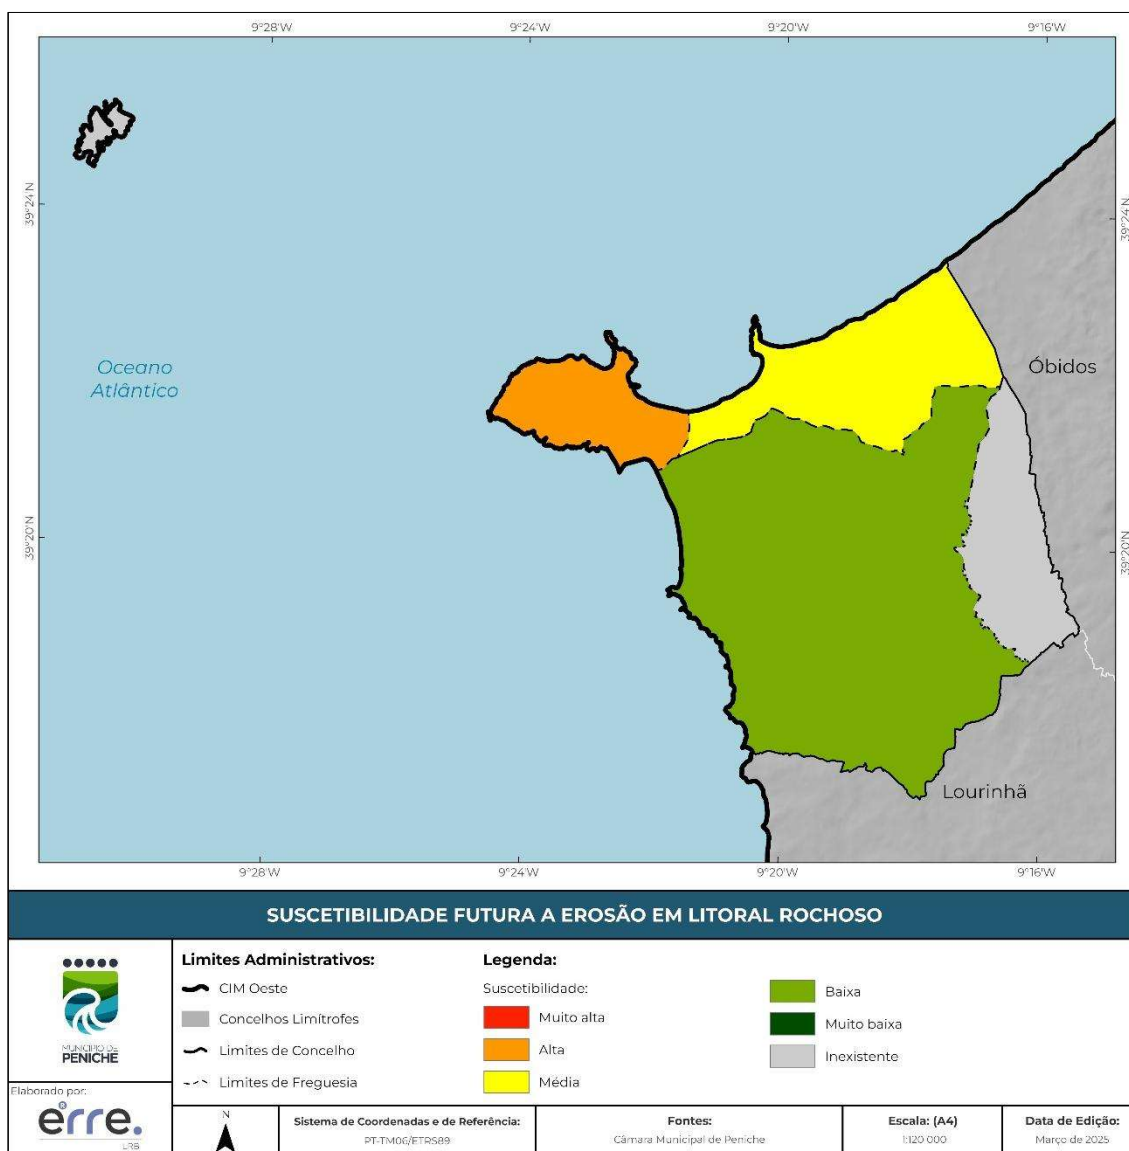 9°28'W
9°24'W
9°20'W
9°16'W
39°24'N
39°24'N
Óbidos
Oceano
Atlântico
39°20'N
39°20'N
Lourinhã
9°28'W
9°24'W
9°20'W
9°16'W
SUSCETIBILIDADE FUTURA A EROSÃO EM LITORAL ROCHOSO
MUNICÍPIO DE
PENICHE
Elaborado por:
erre.
LRB
Limites Administrativos:
CIM Oeste
Concelhos Limítrofes
Limites de Concelho
Limites de Freguesia
Legenda:
Suscetibilidade:
Muito alta
Alta
Média
Baixa
Muito baixa
Inexistente
N
Sistema de Coordenadas e de Referência:
PT-TM06/ETRS89
Fontes:
Câmara Municipal de Peniche
Escala: (A4)
1:120 000
Data de Edição:
Março de 2025